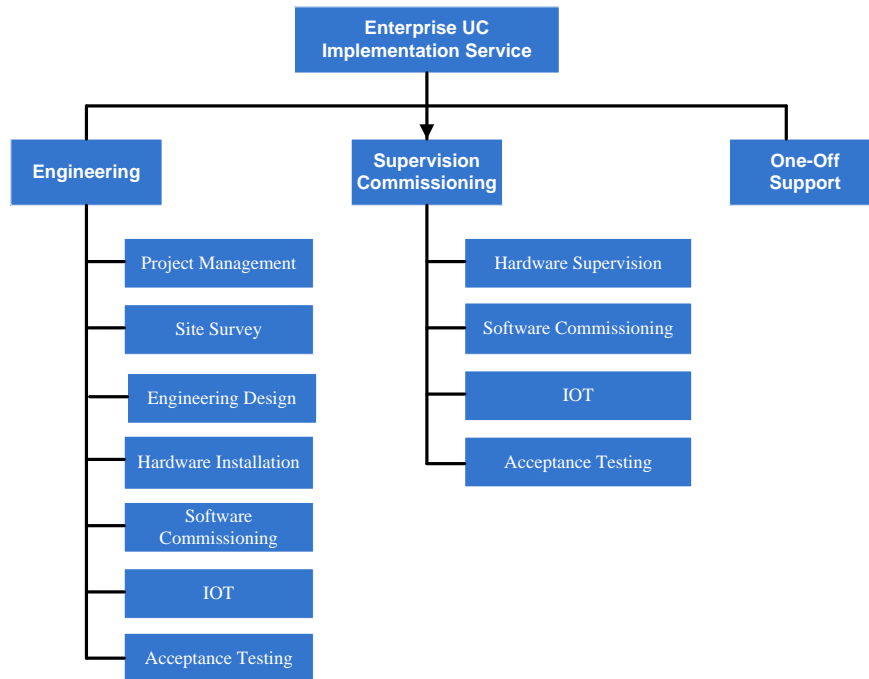 Enterprise UC
Implementation Service
Engineering
Supervision
Commissioning
One-Off
Support
Project Management
Site Survey
Engineering Design
Hardware Installation
Software
Commissioning
IOT
Acceptance Testing
Hardware Supervision
Software Commissioning
IOT
Acceptance Testing